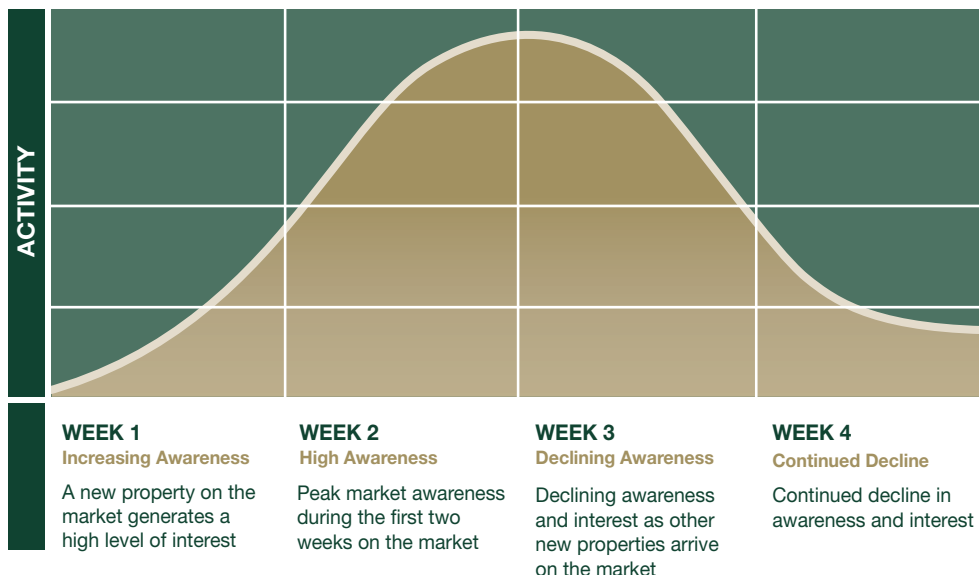 ACTIVITY
WEEK 1
Increasing Awareness
A new property on the
market generates a
high level of interest
WEEK 2
High Awareness
Peak market awareness
during the first two
weeks on the market
WEEK 3
Declining Awareness
Declining awareness
and interest as other
new properties arrive
on the market
WEEK 4
Continued Decline
Continued decline in
awareness and interest